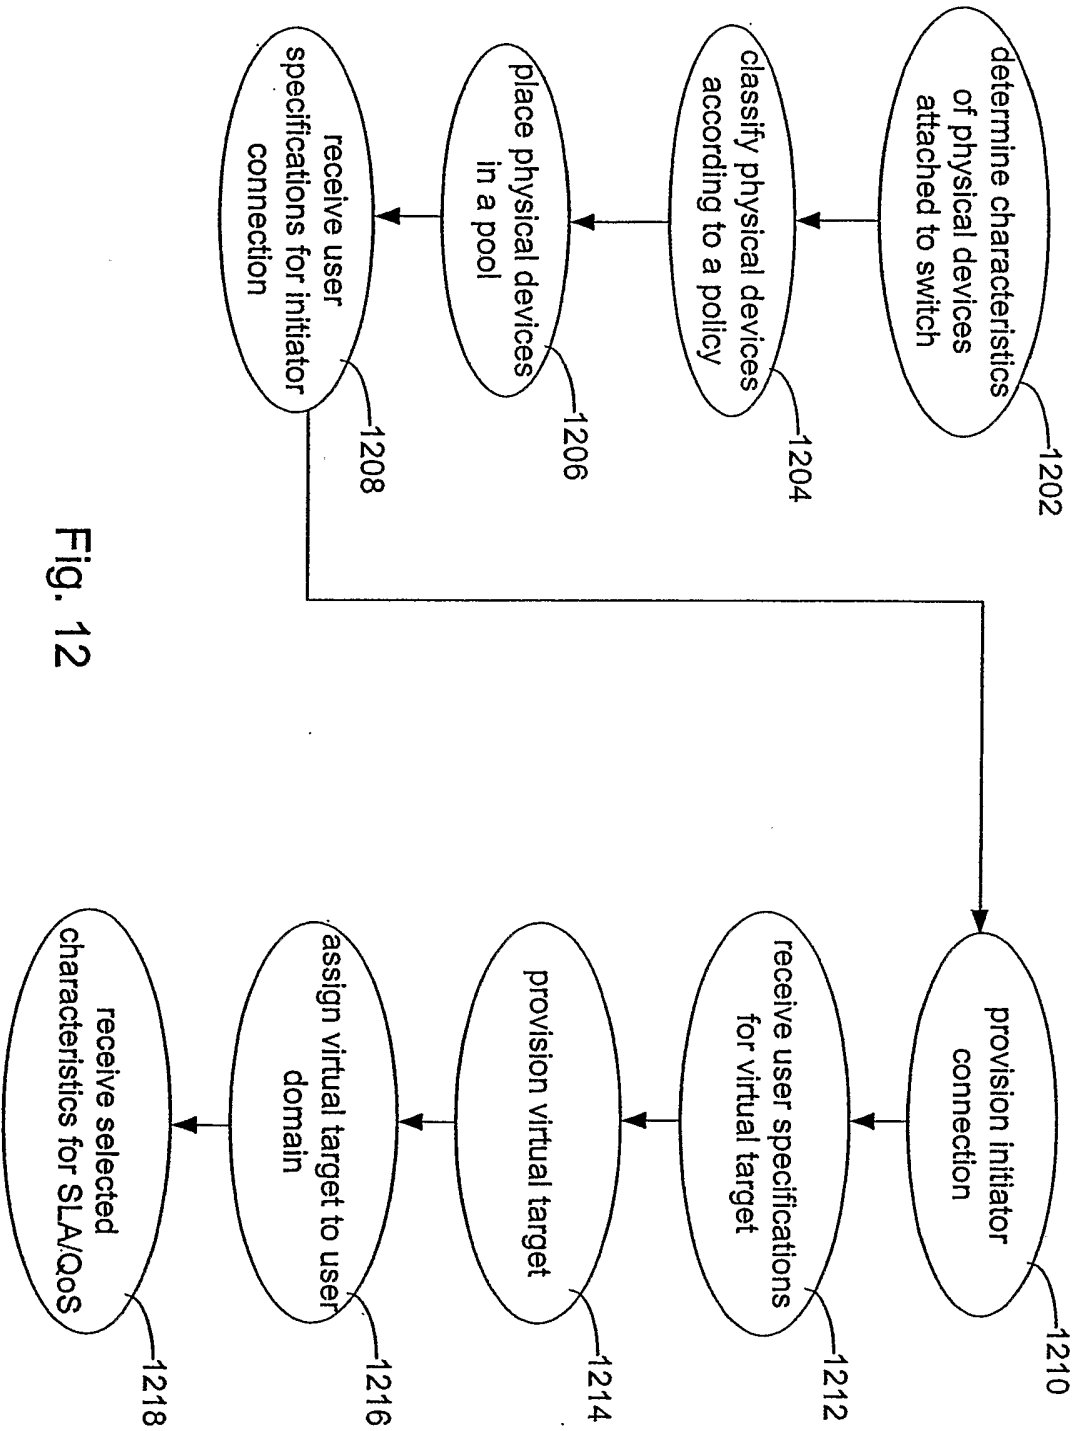 determine characteristics
of physical devices
attached to switch
1202
classify physical devices
according to a policy
1204
place physical devices
in a pool
1206
receive user
specifications for initiator
connection
1208
provision initiator
connection
1210
receive user specifications
for virtual target
1212
provision virtual target
1214
assign virtual target to user
domain
1216
receive selected
characteristics for SLA/QoS
1218
Fig. 12